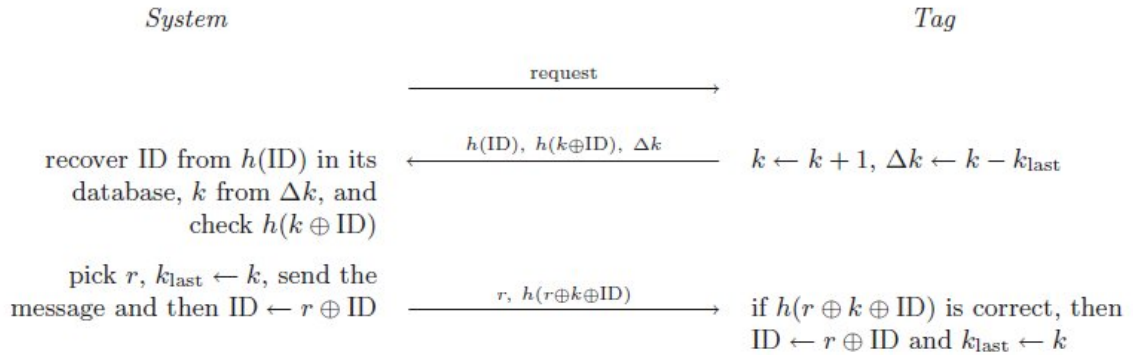 System Tag
request
h(ID), h(k⊕ID), Δk
recover ID from h(ID) in its
database, k from Δk, and
check h(k ⊕ ID)
k ← k + 1, Δk ← k − k_last
pick r, k_last ← k, send the
message and then ID ← r ⊕ ID
r, h(r⊕k⊕ID)
if h(r ⊕ k ⊕ ID) is correct, then
ID ← r ⊕ ID and k_last ← k